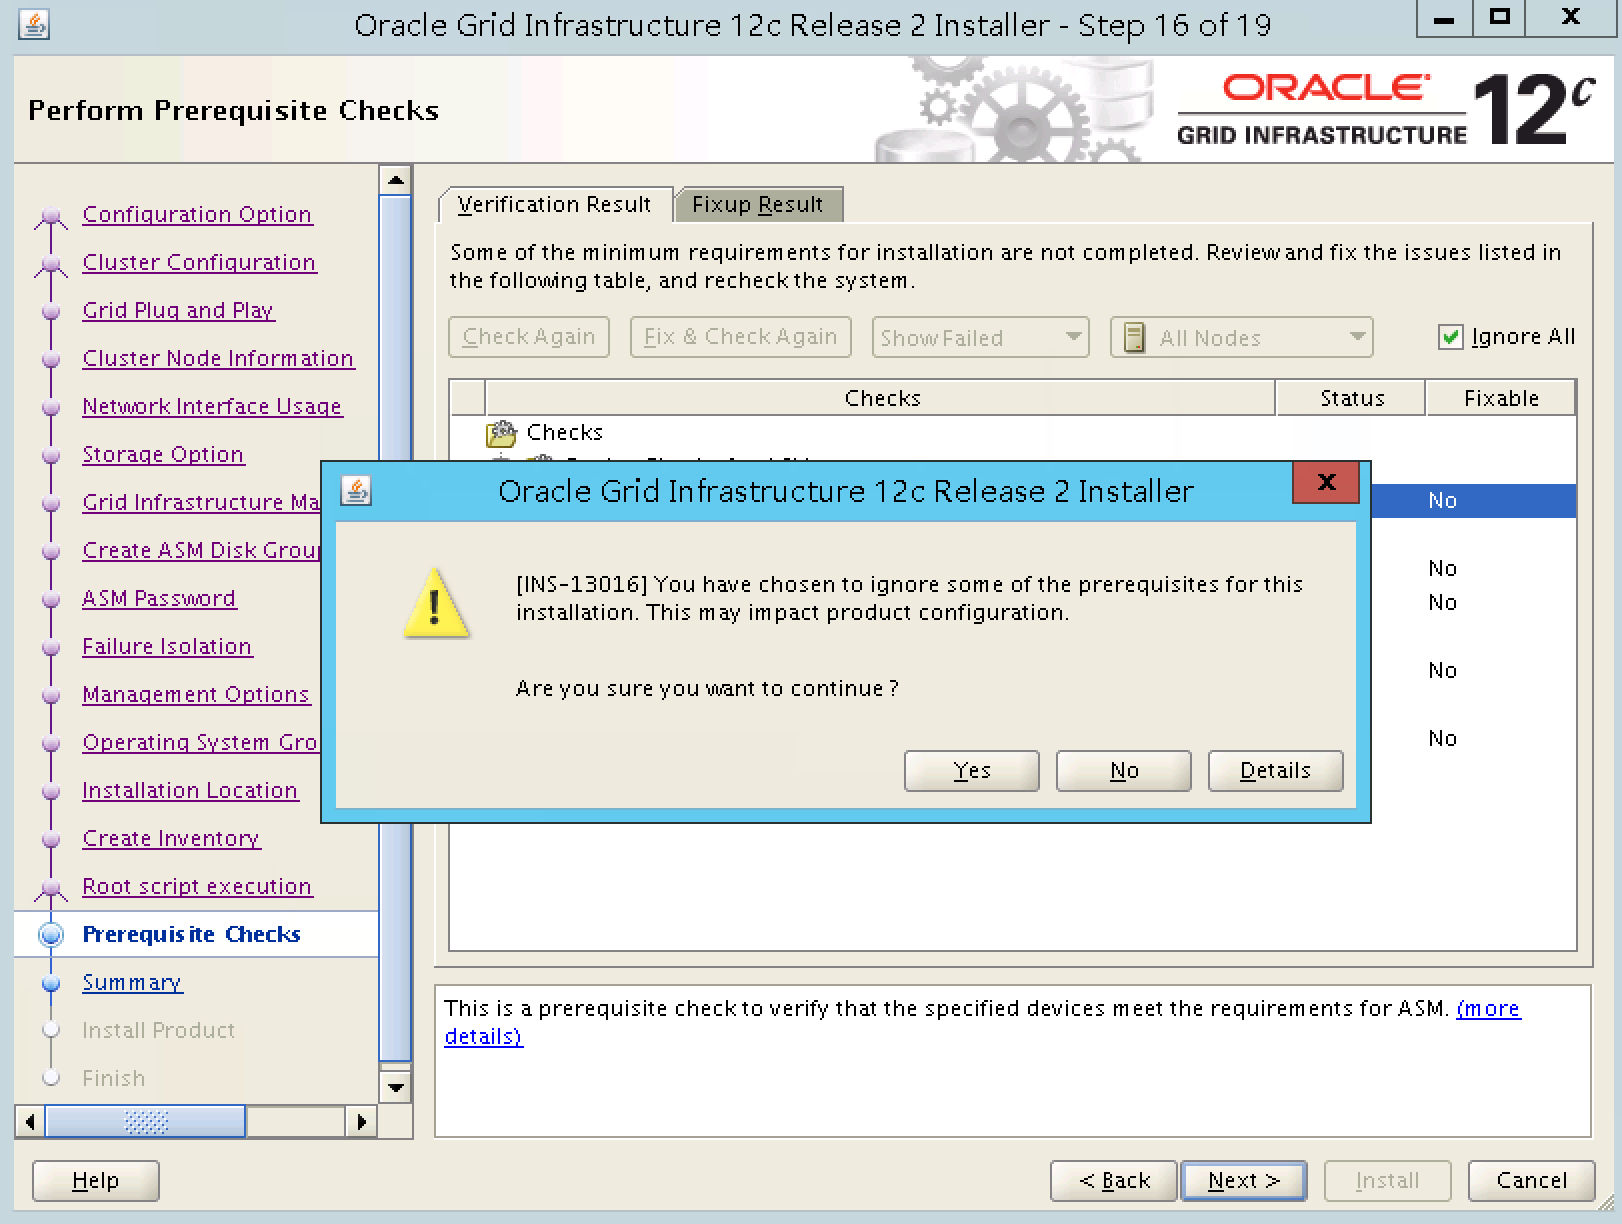 Oracle Grid Infrastructure 12c Release 2 Installer - Step 16 of 19
Perform Prerequisite Checks
ORACLE
GRID INFRASTRUCTURE
12c
Configuration Option
Cluster Configuration
Grid Plug and Play
Cluster Node Information
Network Interface Usage
Storage Option
Grid Infrastructure Ma
Create ASM Disk Group
ASM Password
Failure Isolation
Management Options
Operating System Gro
Installation Location
Create Inventory
Root script execution
Prerequisite Checks
Summary
Install Product
Finish
Verification Result
Fixup Result
Some of the minimum requirements for installation are not completed. Review and fix the issues listed in
the following table, and recheck the system.
Check Again
Fix & Check Again
Show Failed
All Nodes
Ignore All
Checks Status Fixable
Checks
No
No
No
No
No
Oracle Grid Infrastructure 12c Release 2 Installer
[INS-13016] You have chosen to ignore some of the prerequisites for this
installation. This may impact product configuration.
Are you sure you want to continue ?
Yes
No
Details
This is a prerequisite check to verify that the specified devices meet the requirements for ASM. (more
details)
Help
< Back
Next >
Install
Cancel